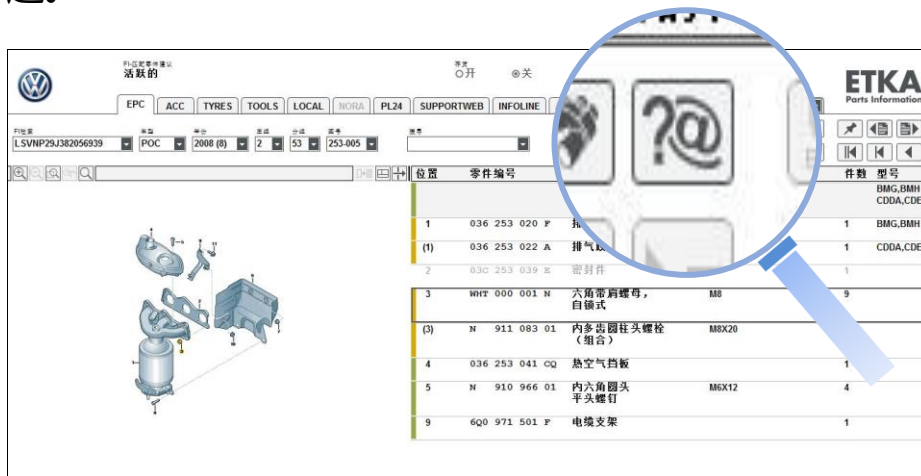 FI-匹配零件建议
活跃的
存发
开 关
EPC ACC TYRES TOOLS LOCAL NORA PL24 SUPPORTWEB INFOLINE
ETKA
Parts Information
LSVNP29J382056939 POC 2008 (8) 2 53 253-005
?@
位置 零件编号 件数 型号
BMG,BMH
CDDA,CDE
1 036 253 020 F 1 BMG,BMH
(1) 036 253 022 A 排气歧 1 CDDA,CDE
2 03C 253 039 E 密封件 1
3 WHT 000 001 N 六角带肩螺母， M8 9
自锁式
(3) N 911 083 01 内多齿圆柱头螺栓 M8X20
（组合）
4 036 253 041 CQ 热空气挡板 1
5 N 910 966 01 内六角圆头 M6X12 4
平头螺钉
9 6Q0 971 501 F 电缆支架 1